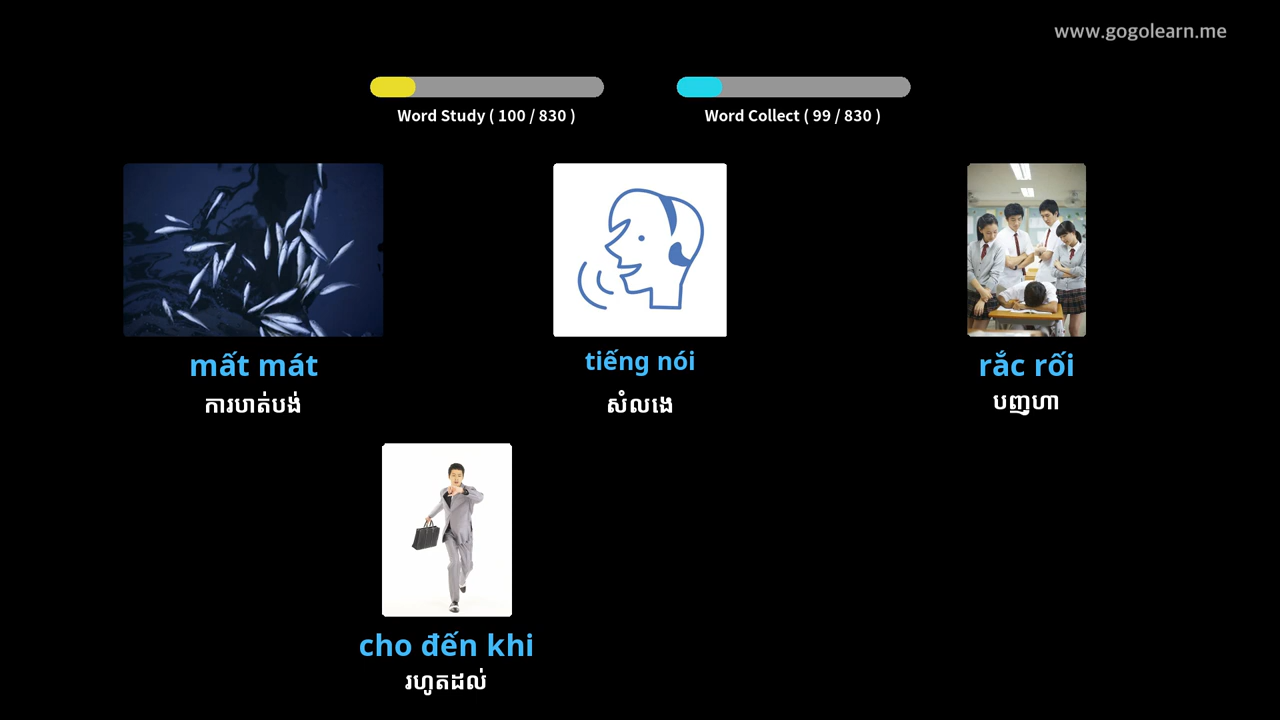 www.gogolearn.me
Word Study ( 100 / 830 )
Word Collect ( 99 / 830 )
mất mát
ការបាត់បង់
tiếng nói
សំលេង
rắc rối
បញ្ហា
cho đến khi
រហូតដល់